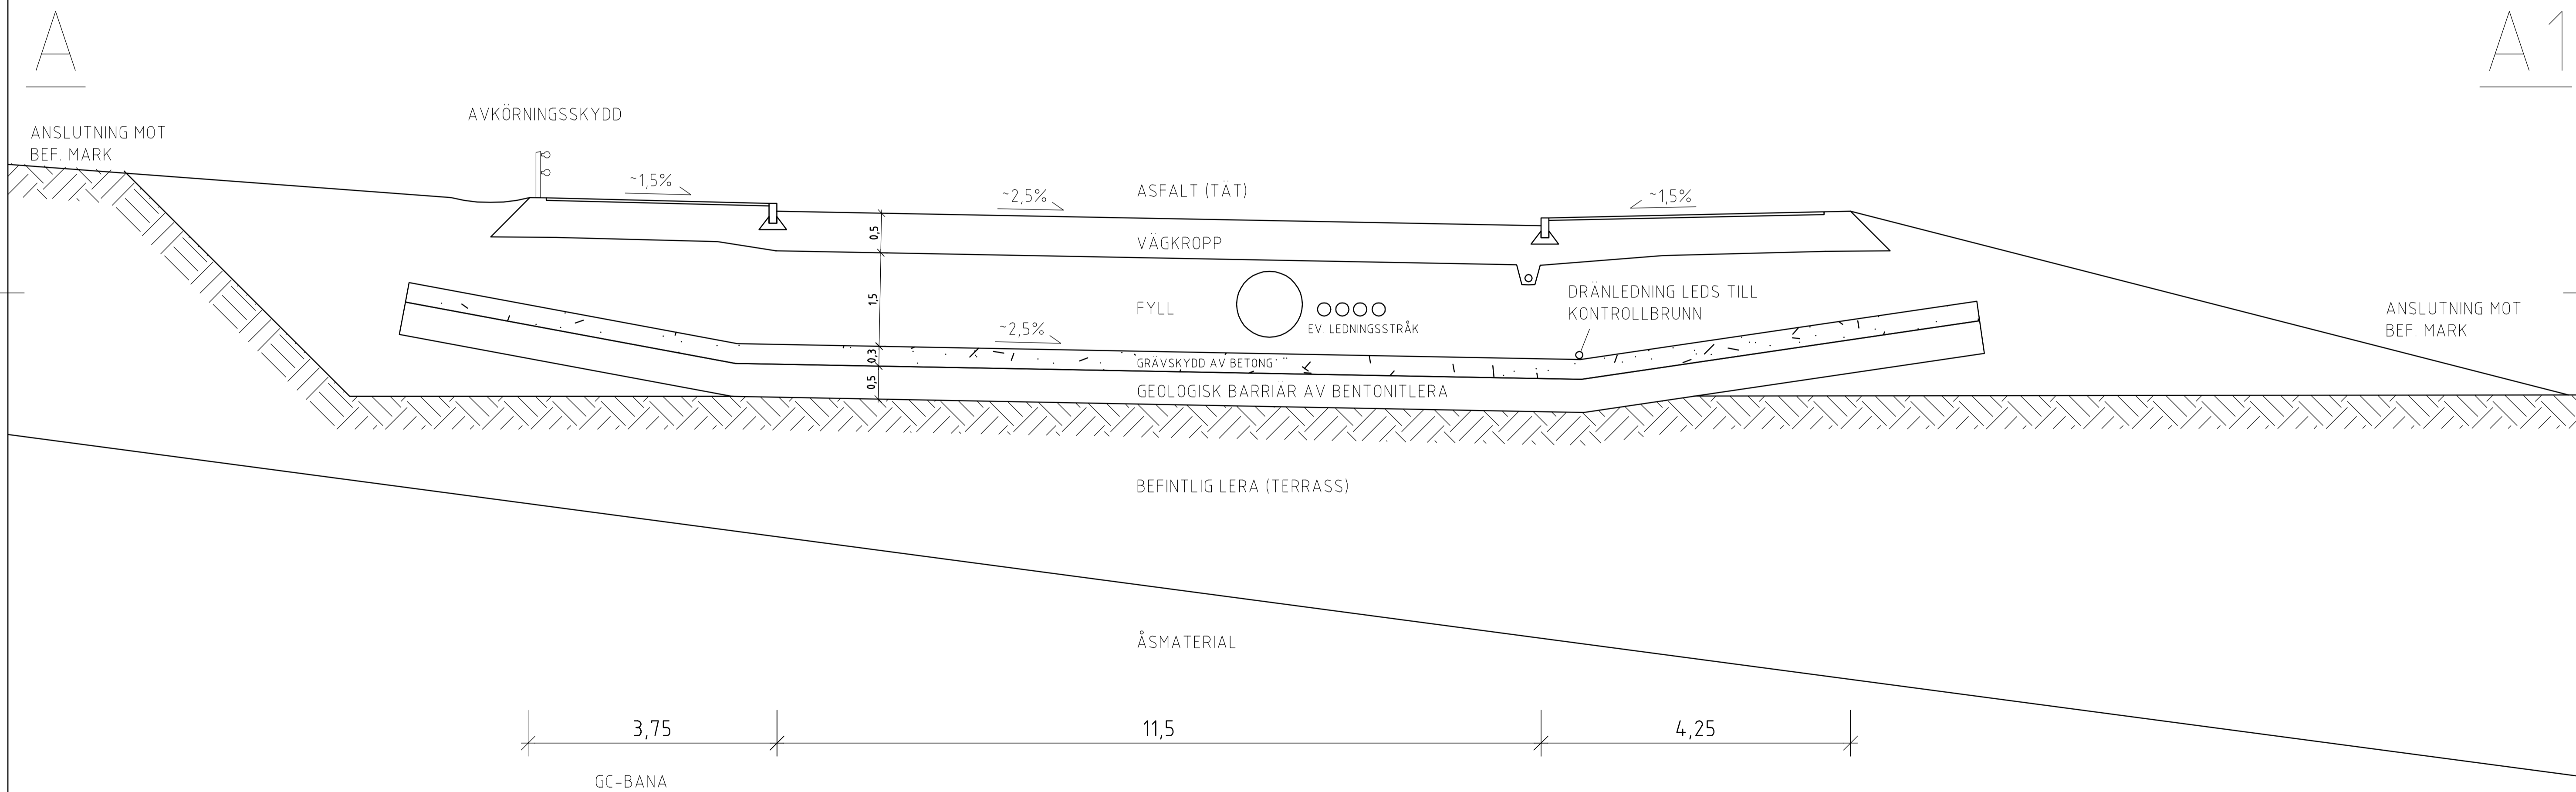 A
A1
AVKÖRNINGSSKYDD
ANSLUTNING MOT
BEF. MARK
~1,5%
~2,5%
ASFALT (TÄT)
~1,5%
0,5
VÄGKROPP
1,5
FYLL
EV. LEDNINGSSTRÅK
DRÄNLEDNING LEDS TILL
KONTROLLBRUNN
ANSLUTNING MOT
BEF. MARK
~2,5%
0,3
GRÄVSKYDD AV BETONG
0,5
GEOLOGISK BARRIÄR AV BENTONITLERA
BEFINTLIG LERA (TERRASS)
ÅSMATERIAL
3,75
11,5
4,25
GC-BANA